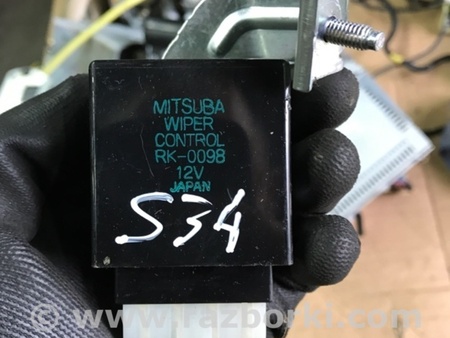 MITSUBA
WIPER
CONTROL
RK-0098
12V
JAPAN
S34
© www.razborki.com